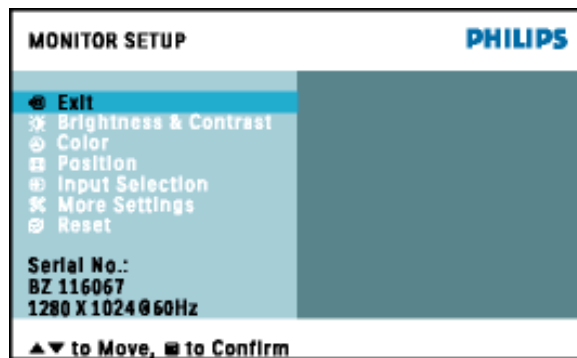 MONITOR SETUP
PHILIPS
Exit
Brightness & Contrast
Color
Position
Input Selection
More Settings
Reset
Serial No.:
BZ 116067
1280 X 1024@60Hz
▲▼ to Move, to Confirm